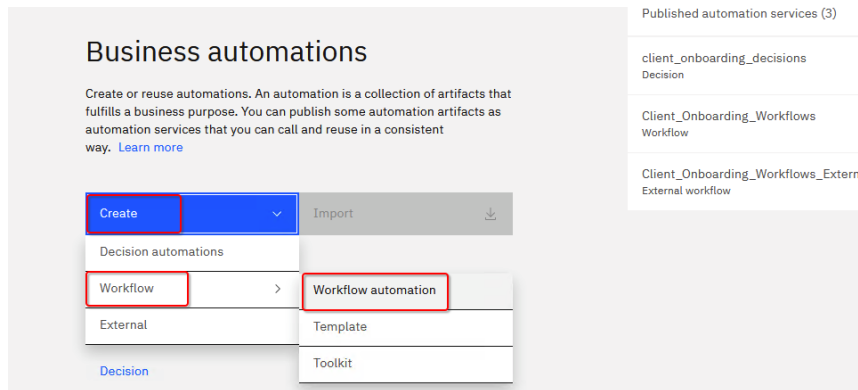 Business automations
Create or reuse automations. An automation is a collection of artifacts that
fulfills a business purpose. You can publish some automation artifacts as
automation services that you can call and reuse in a consistent
way. Learn more
Create
Import
Decision automations
Workflow
External
Decision
Workflow automation
Template
Toolkit
Published automation services (3)
client_onboarding_decisions
Decision
Client_Onboarding_Workflows
Workflow
Client_Onboarding_Workflows_Extern
External workflow